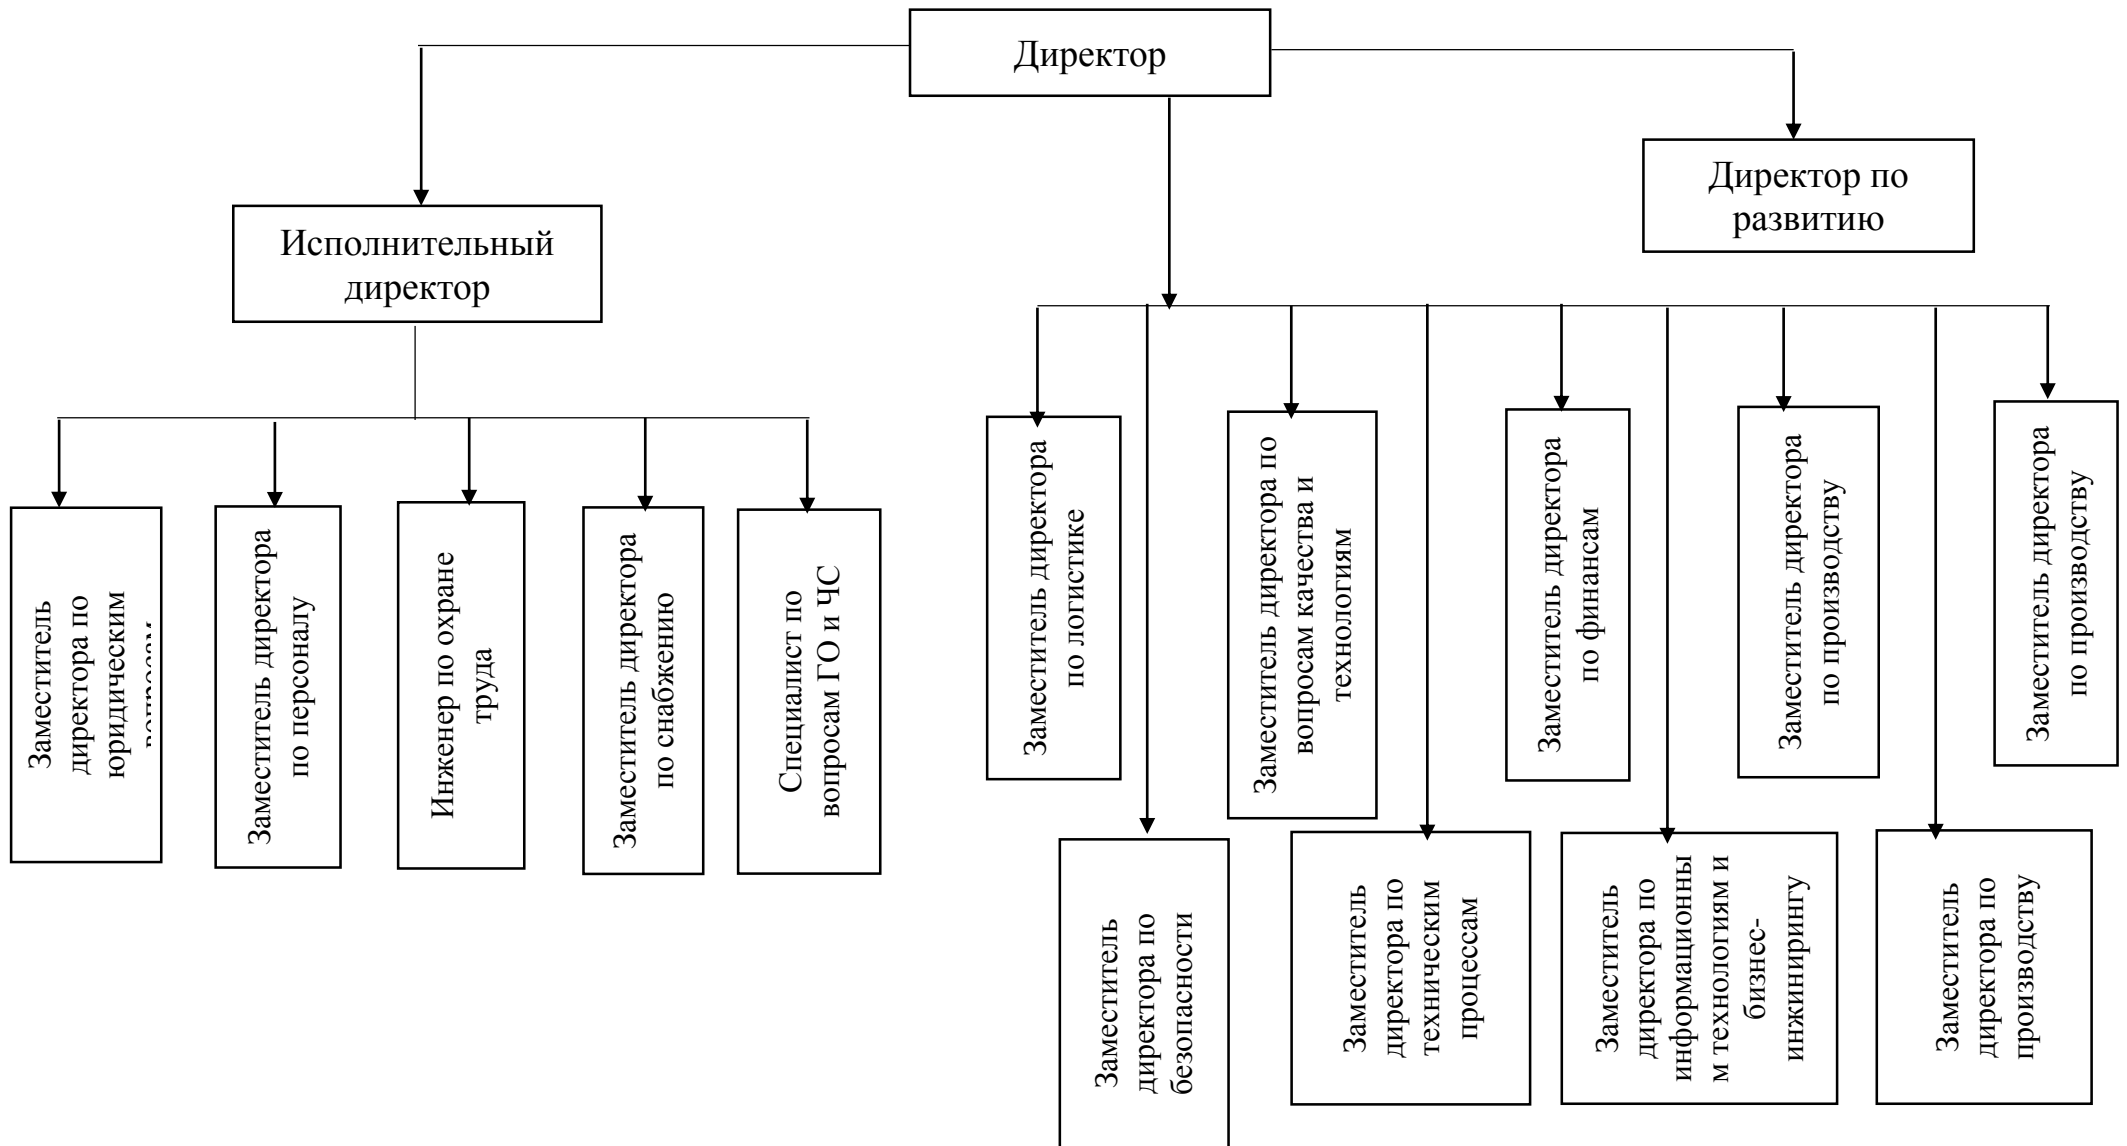 Директор
Директор по
развитию
Исполнительный
директор
Заместитель
директора по
юридическим
Заместитель директора
по персоналу
Инженер по охране
труда
Заместитель директора
по снабжению
Специалист по
вопросам ГО и ЧС
Заместитель директора
по логистике
Заместитель директора по
вопросам качества и
технологиям
Заместитель директора
по финансам
Заместитель директора
по производству
Заместитель директора
по производству
Заместитель
директора по
безопасности
Заместитель
директора по
техническим
процессам
Заместитель
директора по
информационны
м технологиям и
бизнес-
инжинирингу
Заместитель
директора по
производству